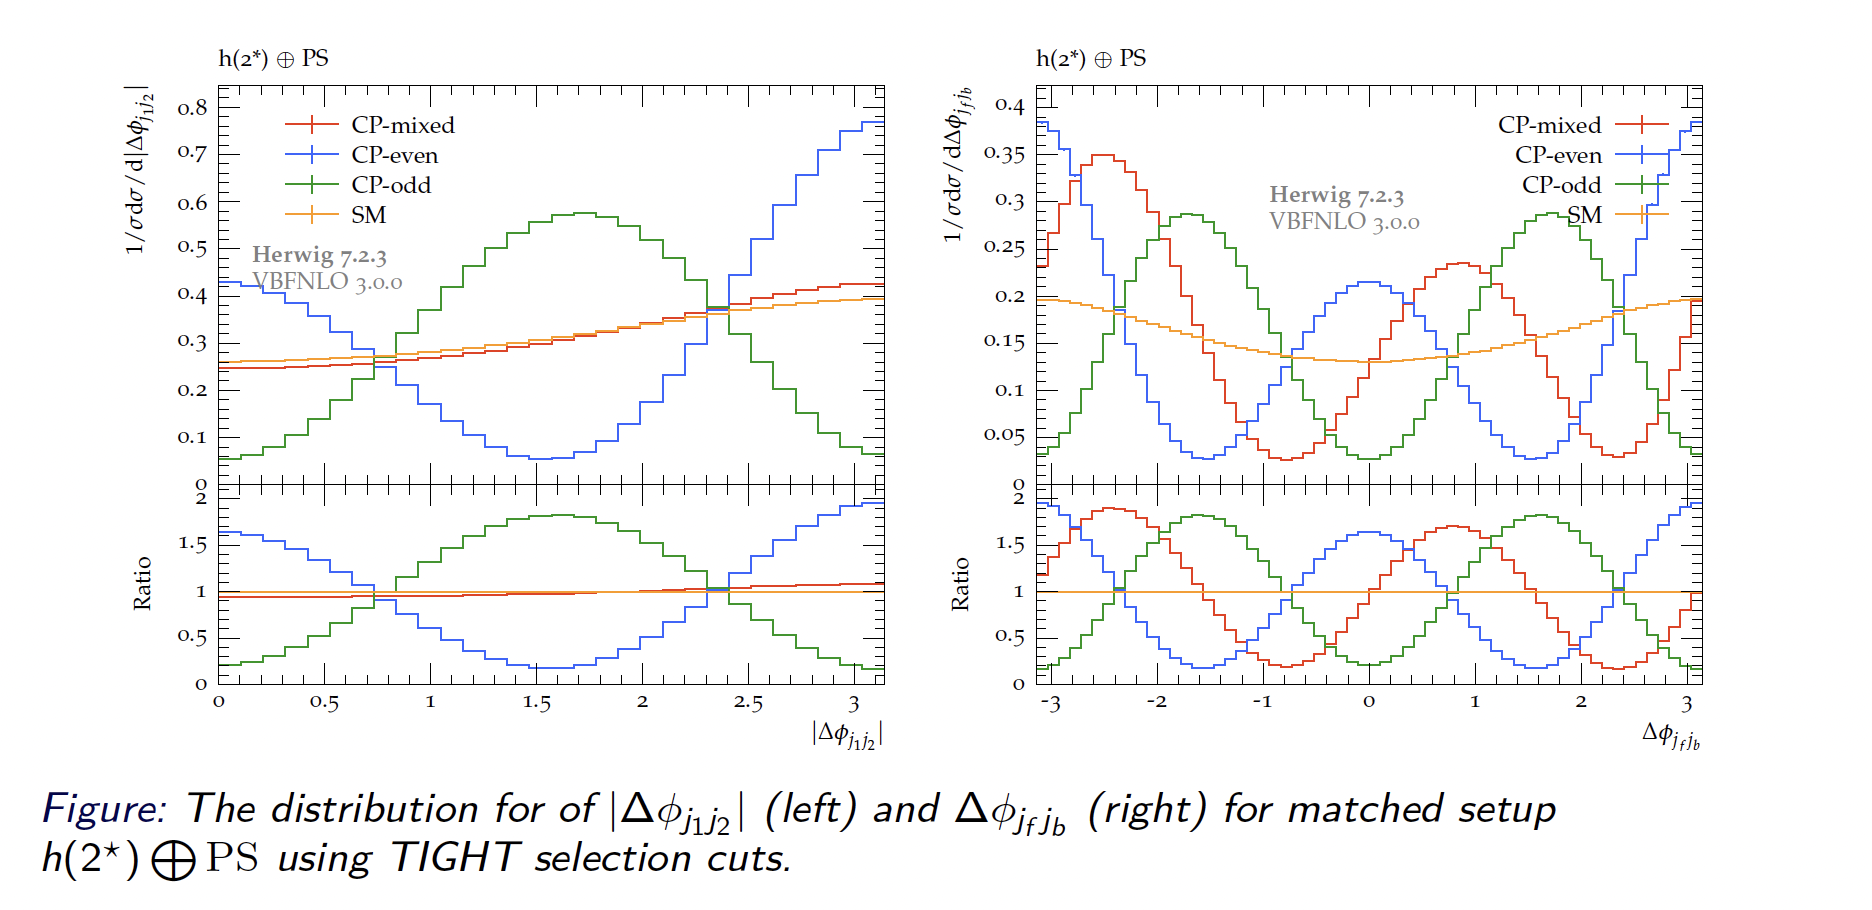 h(2*) ⊕ PS
1/σdσ/d|Δϕj1j2|
0.8
0.7
0.6
0.5
0.4
0.3
0.2
0.1
0
CP-mixed
CP-even
CP-odd
SM
Herwig 7.2.3
VBFNLO 3.0.0
Ratio
2
1.5
1
0.5
0
0 0.5 1 1.5 2 2.5 3
|Δϕj1j2|
h(2*) ⊕ PS
1/σdσ/dΔϕjfjb
0.4
0.35
0.3
0.25
0.2
0.15
0.1
0.05
0
CP-mixed
CP-even
CP-odd
SM
Herwig 7.2.3
VBFNLO 3.0.0
Ratio
2
1.5
1
0.5
0
-3 -2 -1 0 1 2 3
Δϕjfjb
Figure: The distribution for of |Δϕj1j2| (left) and Δϕjfjb (right) for matched setup
h(2⋆)⊕PS using TIGHT selection cuts.